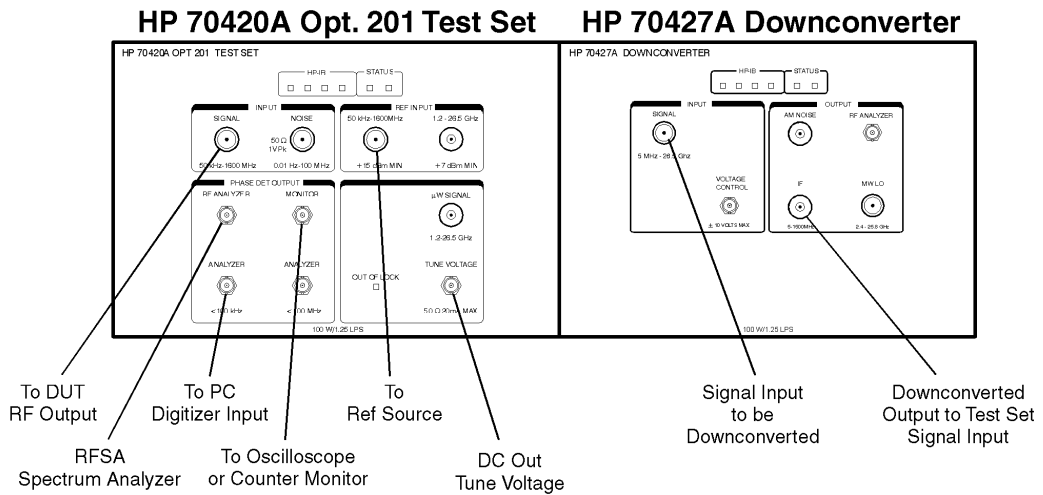 HP 70420A Opt. 201 Test Set
HP 70427A Downconverter
HP 70420A OPT 201 TEST SET
HP-IB
STATUS
INPUT
SIGNAL
NOISE
50 Ω
1VPk
50 kHz-1600 MHz
0.01 Hz-100 MHz
REF INPUT
50 kHz-1600MHz
1.2 - 26.5 GHz
+15 dBm MIN
+7 dBm MIN
PHASE DET OUTPUT
RF ANALYZER
MONITOR
ANALYZER
ANALYZER
<100 kHz
<100 MHz
µW SIGNAL
1.2-26.5 GHz
OUT OF LOCK
TUNE VOLTAGE
50 Ω 20mA MAX
100 W/1.25 LPS
HP 70427A DOWNCONVERTER
HP-IB
STATUS
INPUT
SIGNAL
5 MHz - 26.5 Ghz
VOLTAGE
CONTROL
± 10 VOLTS MAX
OUTPUT
AM NOISE
RF ANALYZER
IF
MW LO
5-1600MHz
2.4 - 25.8 GHz
100 W/1.25 LPS
To DUT
RF Output
To PC
Digitizer Input
To
Ref Source
RFSA
Spectrum Analyzer
To Oscilloscope
or Counter Monitor
DC Out
Tune Voltage
Signal Input
to be
Downconverted
Downconverted
Output to Test Set
Signal Input